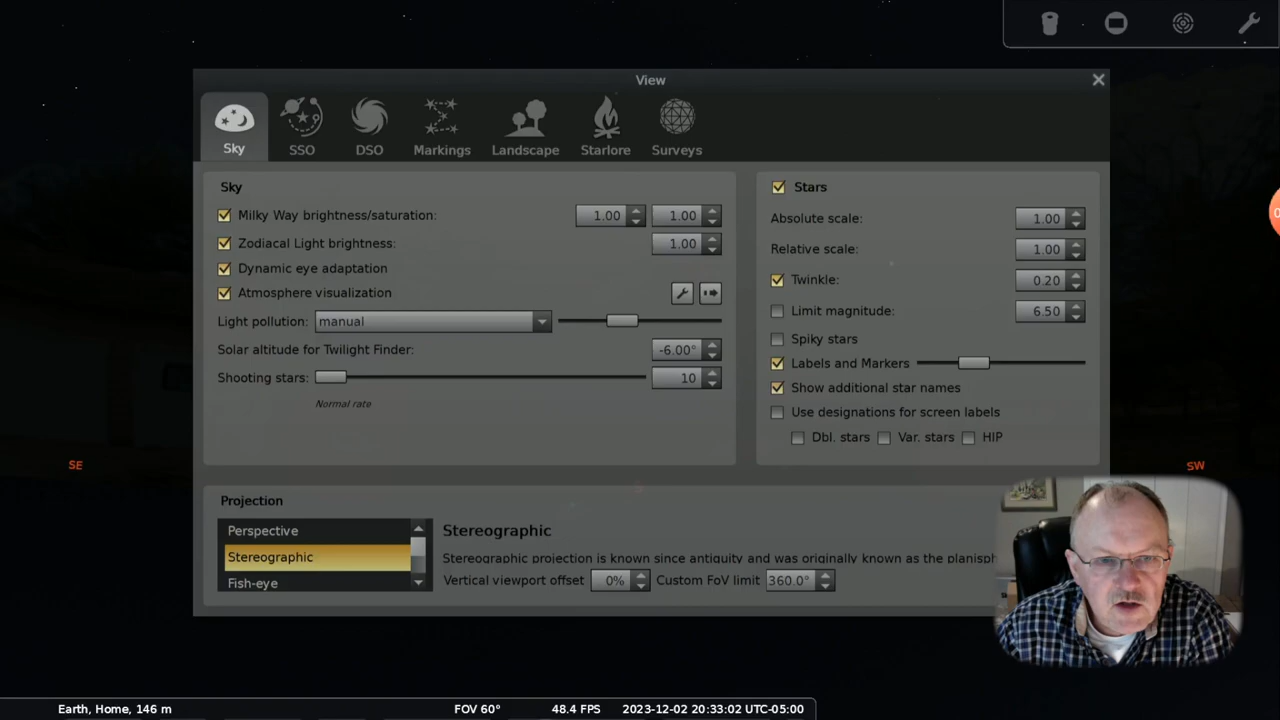 View
Sky SSO DSO Markings Landscape Starlore Surveys
Sky
Milky Way brightness/saturation: 1.00 1.00
Zodiacal Light brightness: 1.00
Dynamic eye adaptation
Atmosphere visualization
Light pollution: manual
Solar altitude for Twilight Finder: -6.00°
Shooting stars: 10
Normal rate
Stars
Absolute scale: 1.00
Relative scale: 1.00
Twinkle: 0.20
Limit magnitude: 6.50
Spiky stars
Labels and Markers
Show additional star names
Use designations for screen labels
Dbl. stars Var. stars HIP
SE
SW
Projection
Perspective
Stereographic
Fish-eye
Stereographic
Stereographic projection is known since antiquity and was originally known as the planisph
Vertical viewport offset 0% Custom FoV limit 360.0°
Earth, Home, 146 m FOV 60° 48.4 FPS 2023-12-02 20:33:02 UTC-05:00